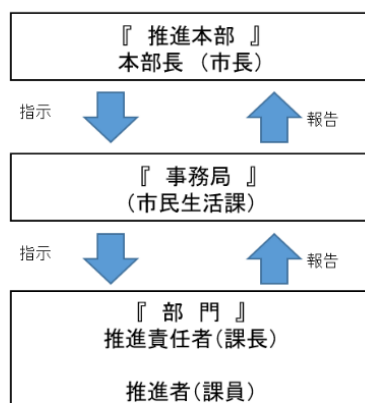 『 推進本部 』
本部長 （市長）
指示
報告
『 事務局 』
(市民生活課)
指示
報告
『 部 門 』
推進責任者(課長)
推進者(課員)